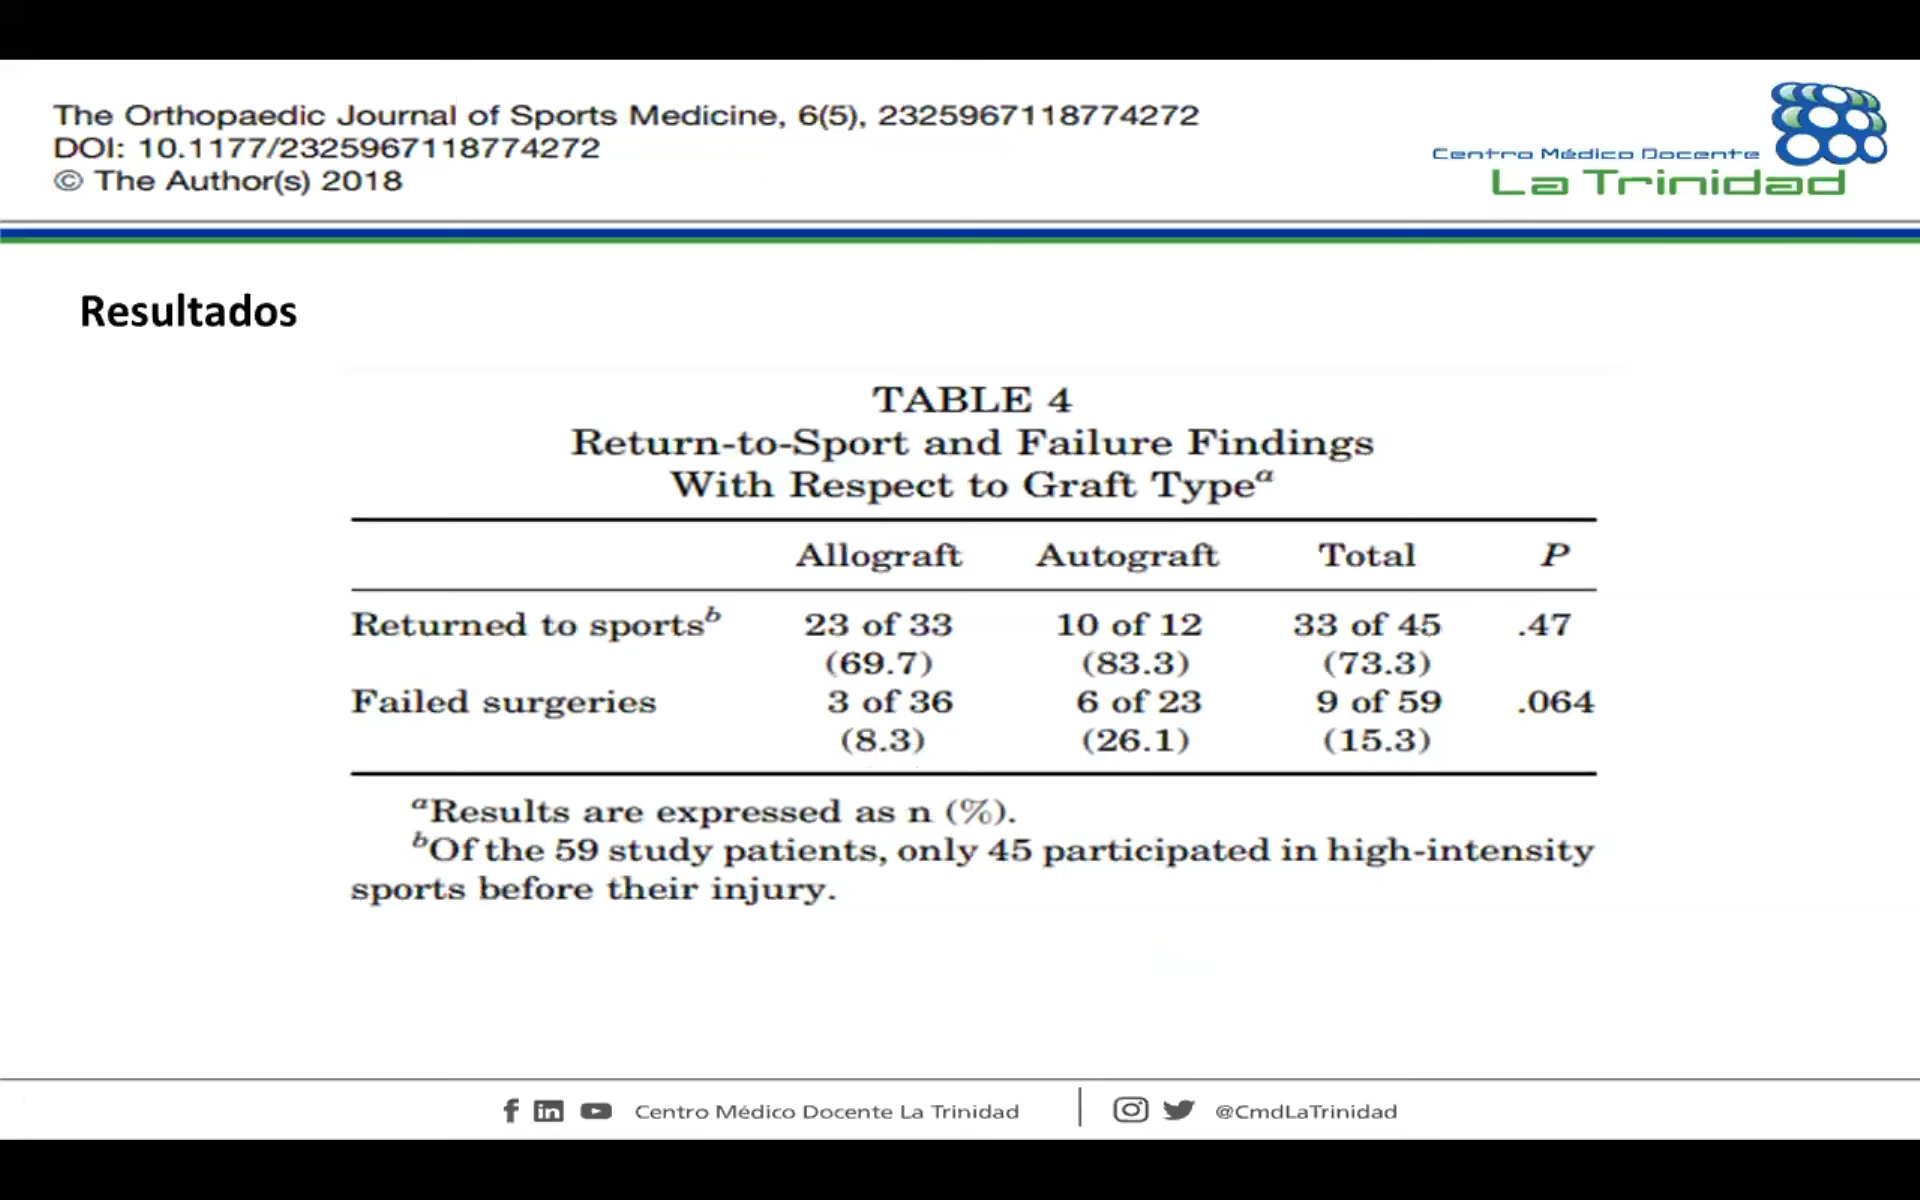 The Orthopaedic Journal of Sports Medicine, 6(5), 2325967118774272
DOI: 10.1177/2325967118774272
© The Author(s) 2018
Centro Médico Docente
La Trinidad
Resultados
TABLE 4
Return-to-Sport and Failure Findings
With Respect to Graft Type^a
Allograft Autograft Total P
Returned to sports^b 23 of 33 10 of 12 33 of 45 .47
(69.7) (83.3) (73.3)
Failed surgeries 3 of 36 6 of 23 9 of 59 .064
(8.3) (26.1) (15.3)
^aResults are expressed as n (%).
^bOf the 59 study patients, only 45 participated in high-intensity
sports before their injury.
Centro Médico Docente La Trinidad | @CmdLaTrinidad